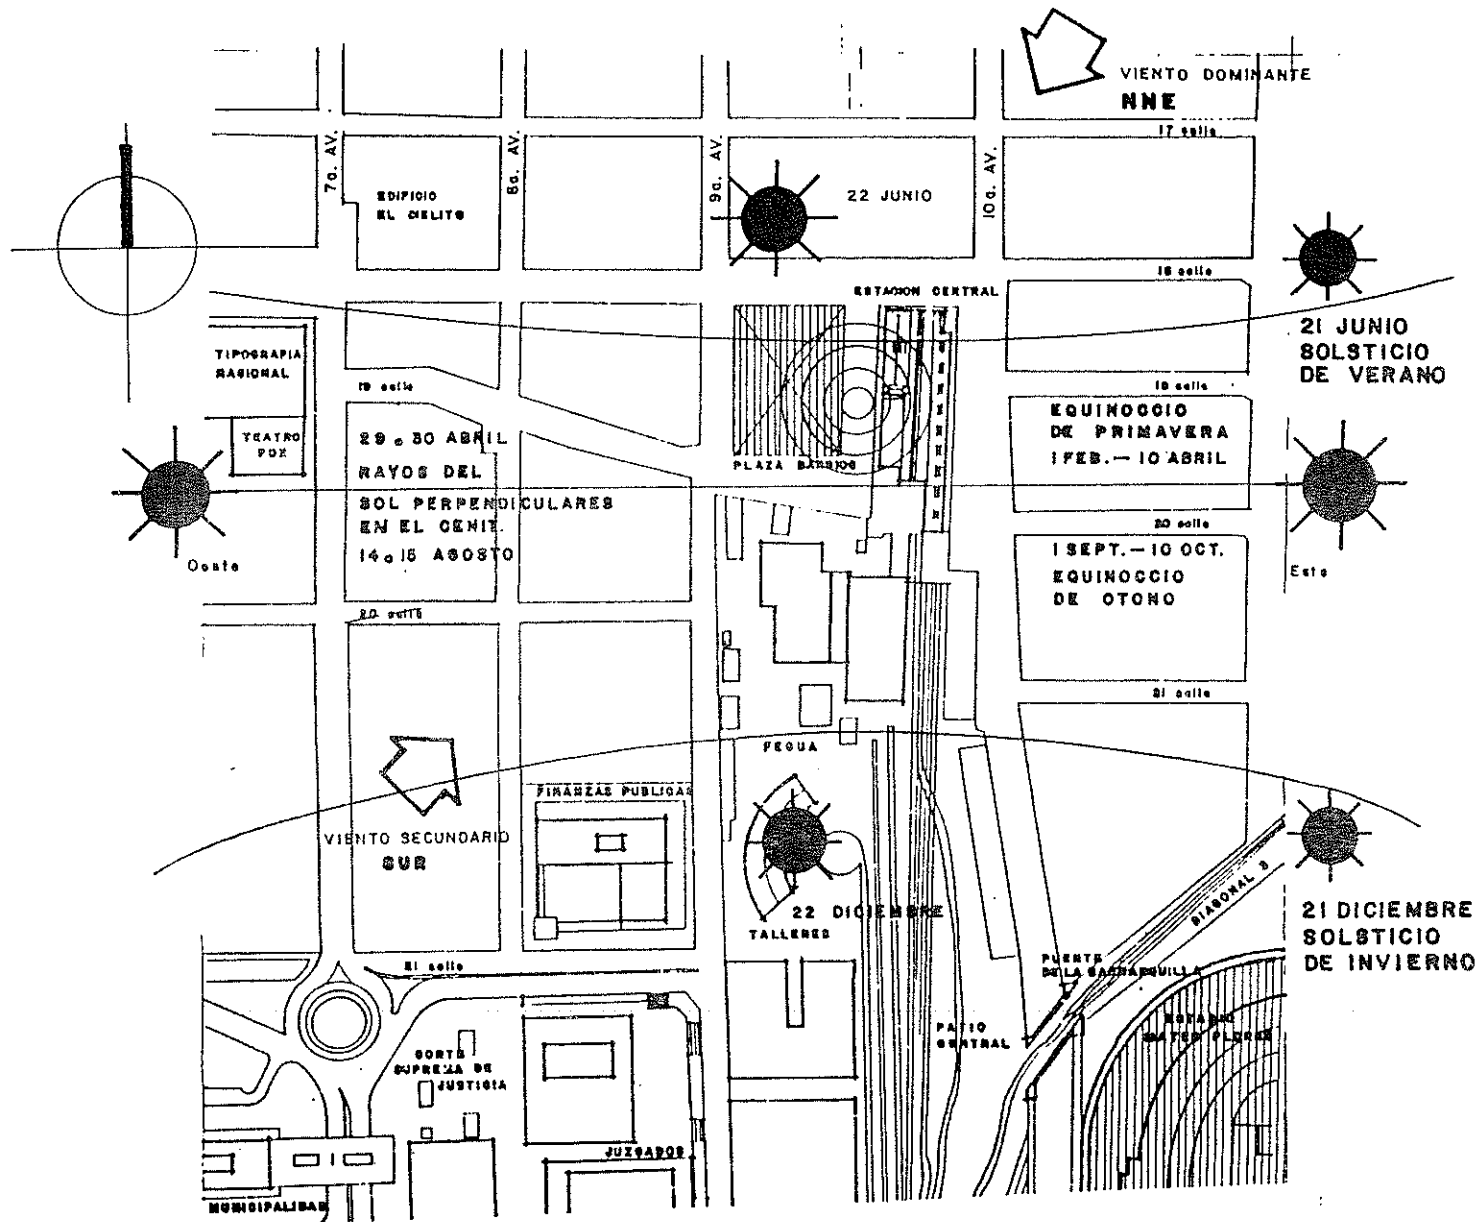 VIENTO DOMINANTE
NNE
17 calle
7a. AV.
8a. AV.
9a. AV.
10a. AV.
EDIFICIO
EL CIELITO
22 JUNIO
18 calle
ESTACION CENTRAL
21 JUNIO
SOLSTICIO
DE VERANO
TIPOGRAFIA
NACIONAL
19 calle
19 calle
TEATRO
POX
29 o 30 ABRIL
RAYOS DEL
SOL PERPENDICULARES
EN EL CENIT.
14 o 15 AGOSTO
PLAZA BARRIOS
EQUINOCCIO
DE PRIMAVERA
1 FEB. — 10 ABRIL
20 calle
1 SEPT. — 10 OCT.
EQUINOCCIO
DE OTONO
Oeste
Este
20 calle
21 calle
FEGUA
FINANZAS PUBLICAS
VIENTO SECUNDARIO
SUR
22 DICIEMBRE
TALLERES
DIAGONAL 3
21 DICIEMBRE
SOLSTICIO
DE INVIERNO
21 calle
PUENTE
DE LA BARRANQUILLA
PATIO
CENTRAL
ESTADIO
MATEO FLORES
CORTE
SUPREMA DE
JUSTICIA
JUZGADOS
MUNICIPALIDAD